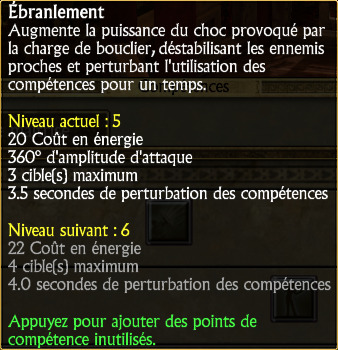 Ébranlement
Augmente la puissance du choc provoqué par
la charge de bouclier, déstabilisant les ennemis
proches et perturbant l'utilisation des
compétences pour un temps.
Niveau actuel : 5
20 Coût en énergie
360° d'amplitude d'attaque
3 cible(s) maximum
3.5 secondes de perturbation des compétences
Niveau suivant : 6
22 Coût en énergie
4 cible(s) maximum
4.0 secondes de perturbation des compétences
Appuyez pour ajouter des points de
compétence inutilisés.